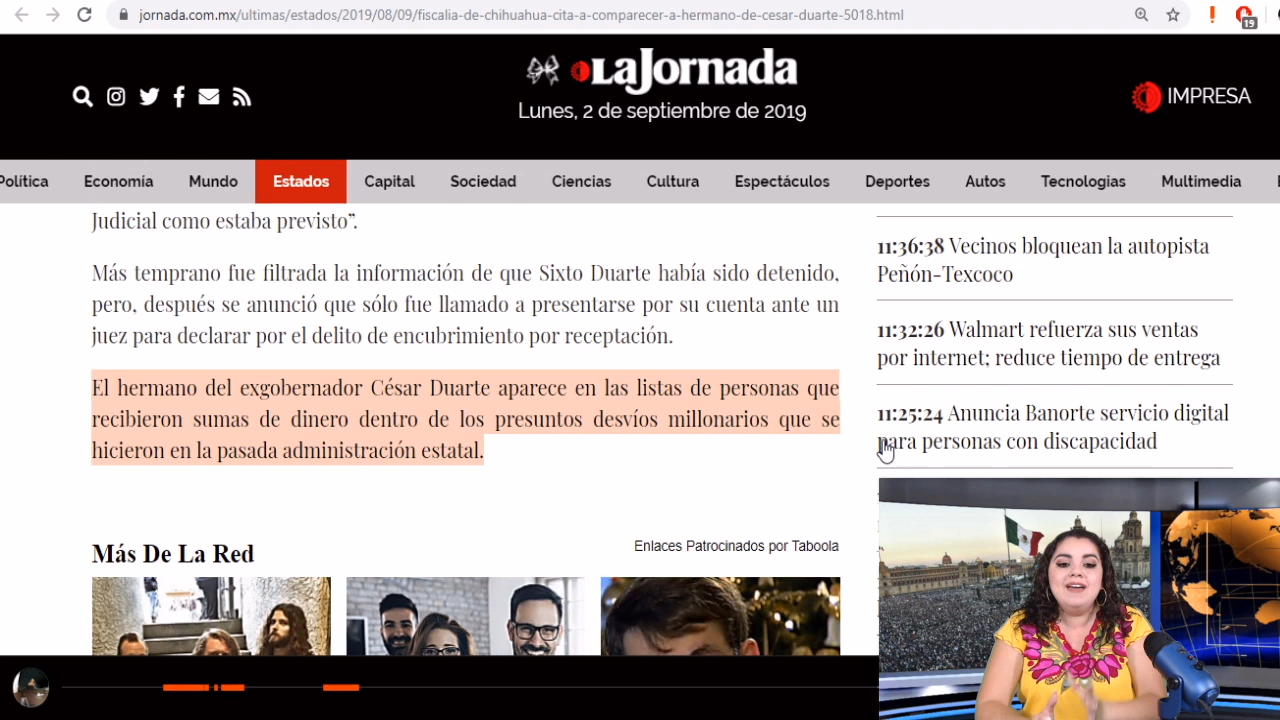 jornada.com.mx/ultimas/estados/2019/08/09/fiscalia-de-chihuahua-cita-a-comparecer-a-hermano-de-cesar-duarte-5018.html
19
La Jornada
Lunes, 2 de septiembre de 2019
IMPRESA
Política Economía Mundo Estados Capital Sociedad Ciencias Cultura Espectáculos Deportes Autos Tecnologias Multimedia
Judicial como estaba previsto”.
Más temprano fue filtrada la información de que Sixto Duarte había sido detenido,
pero, después se anunció que sólo fue llamado a presentarse por su cuenta ante un
juez para declarar por el delito de encubrimiento por receptación.
El hermano del exgobernador César Duarte aparece en las listas de personas que
recibieron sumas de dinero dentro de los presuntos desvíos millonarios que se
hicieron en la pasada administración estatal.
Más De La Red
Enlaces Patrocinados por Taboola
11:36:38 Vecinos bloquean la autopista
Peñón-Texcoco
11:32:26 Walmart refuerza sus ventas
por internet; reduce tiempo de entrega
11:25:24 Anuncia Banorte servicio digital
para personas con discapacidad